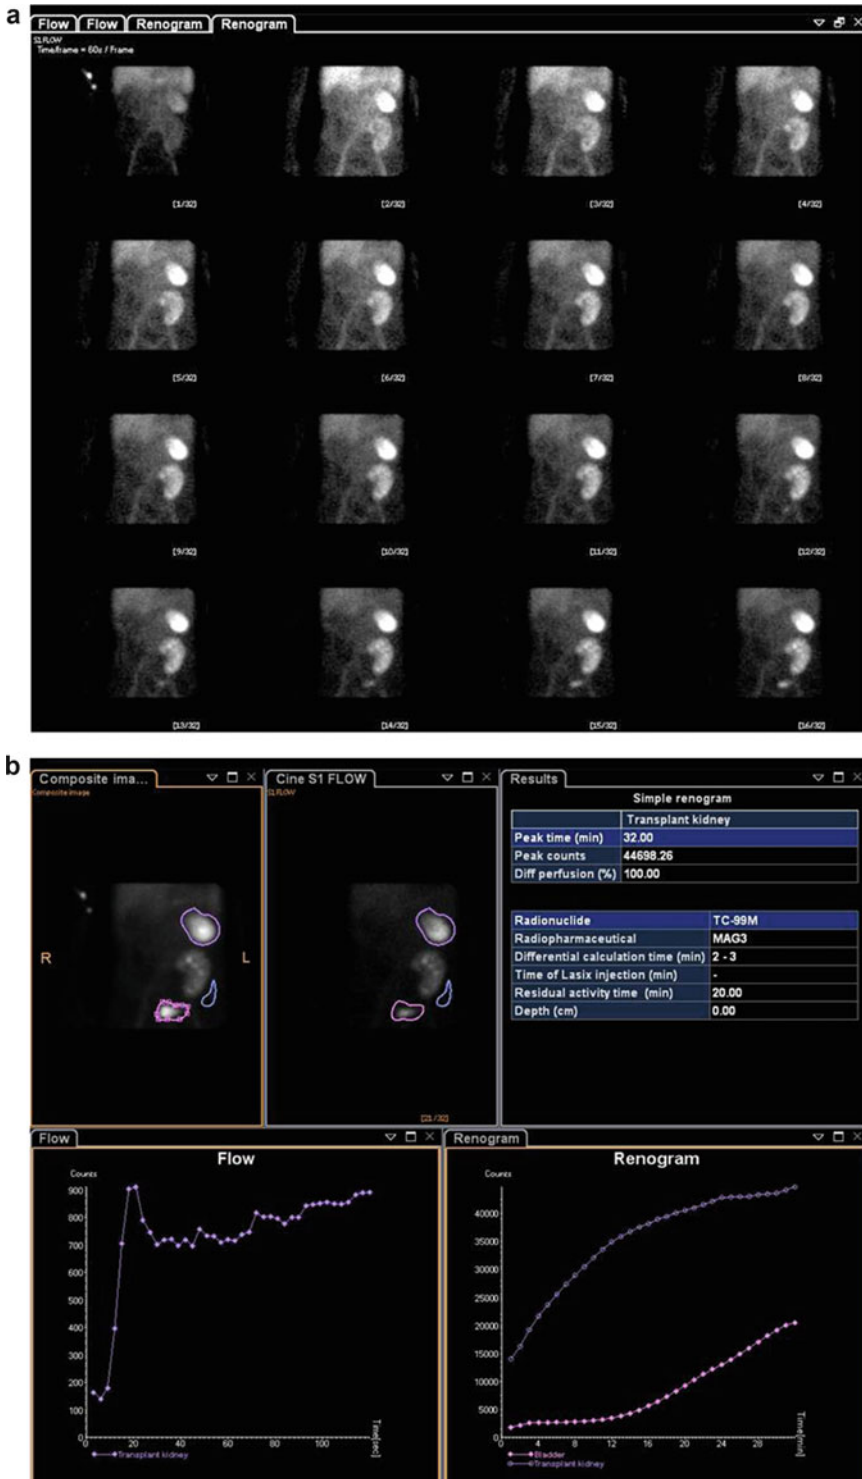 a
Flow Flow Renogram Renogram
S1 FLOW
Timeframe = 60s / Frame
[1/32] [2/32] [3/32] [4/32]
[5/32] [6/32] [7/32] [8/32]
[9/32] [10/32] [11/32] [12/32]
[13/32] [14/32] [15/32] [16/32]
b
Composite ima...
Composite image
R L
Cine S1 FLOW
S1 FLOW
[21/32]
Results
Simple renogram
Transplant kidney
Peak time (min) 32.00
Peak counts 44698.26
Diff perfusion (%) 100.00
Radionuclide TC-99M
Radiopharmaceutical MAG3
Differential calculation time (min) 2 - 3
Time of Lasix injection (min) -
Residual activity time (min) 20.00
Depth (cm) 0.00
Flow
Flow
Counts
900
800
700
600
500
400
300
200
100
0
0 20 40 60 80 100
Time[sec]
Transplant kidney
Renogram
Renogram
Counts
40000
35000
30000
25000
20000
15000
10000
5000
0
0 4 8 12 16 20 24 28
Time[min]
Bladder
Transplant kidney